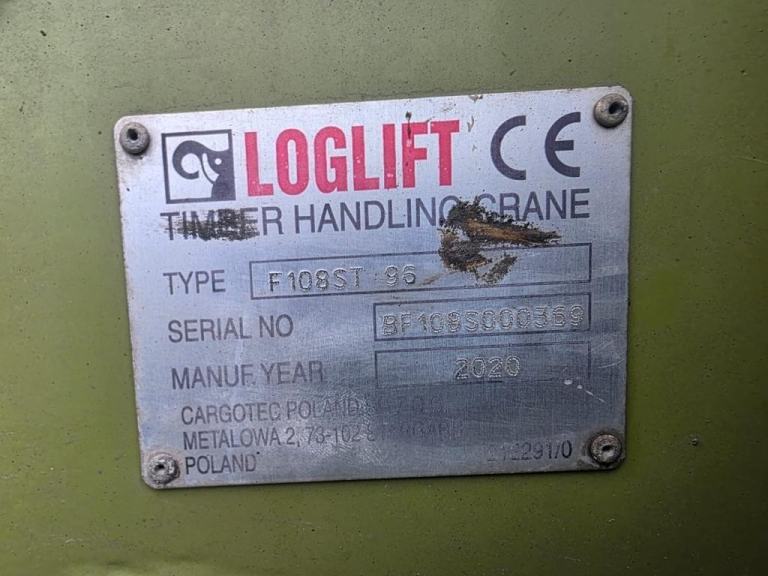 LOGLIFT CE
TIMBER HANDLING CRANE
TYPE F108ST 96
SERIAL NO BF108S000369
MANUF. YEAR 2020
CARGOTEC POLAND
METALOWA 2, 73-102
POLAND